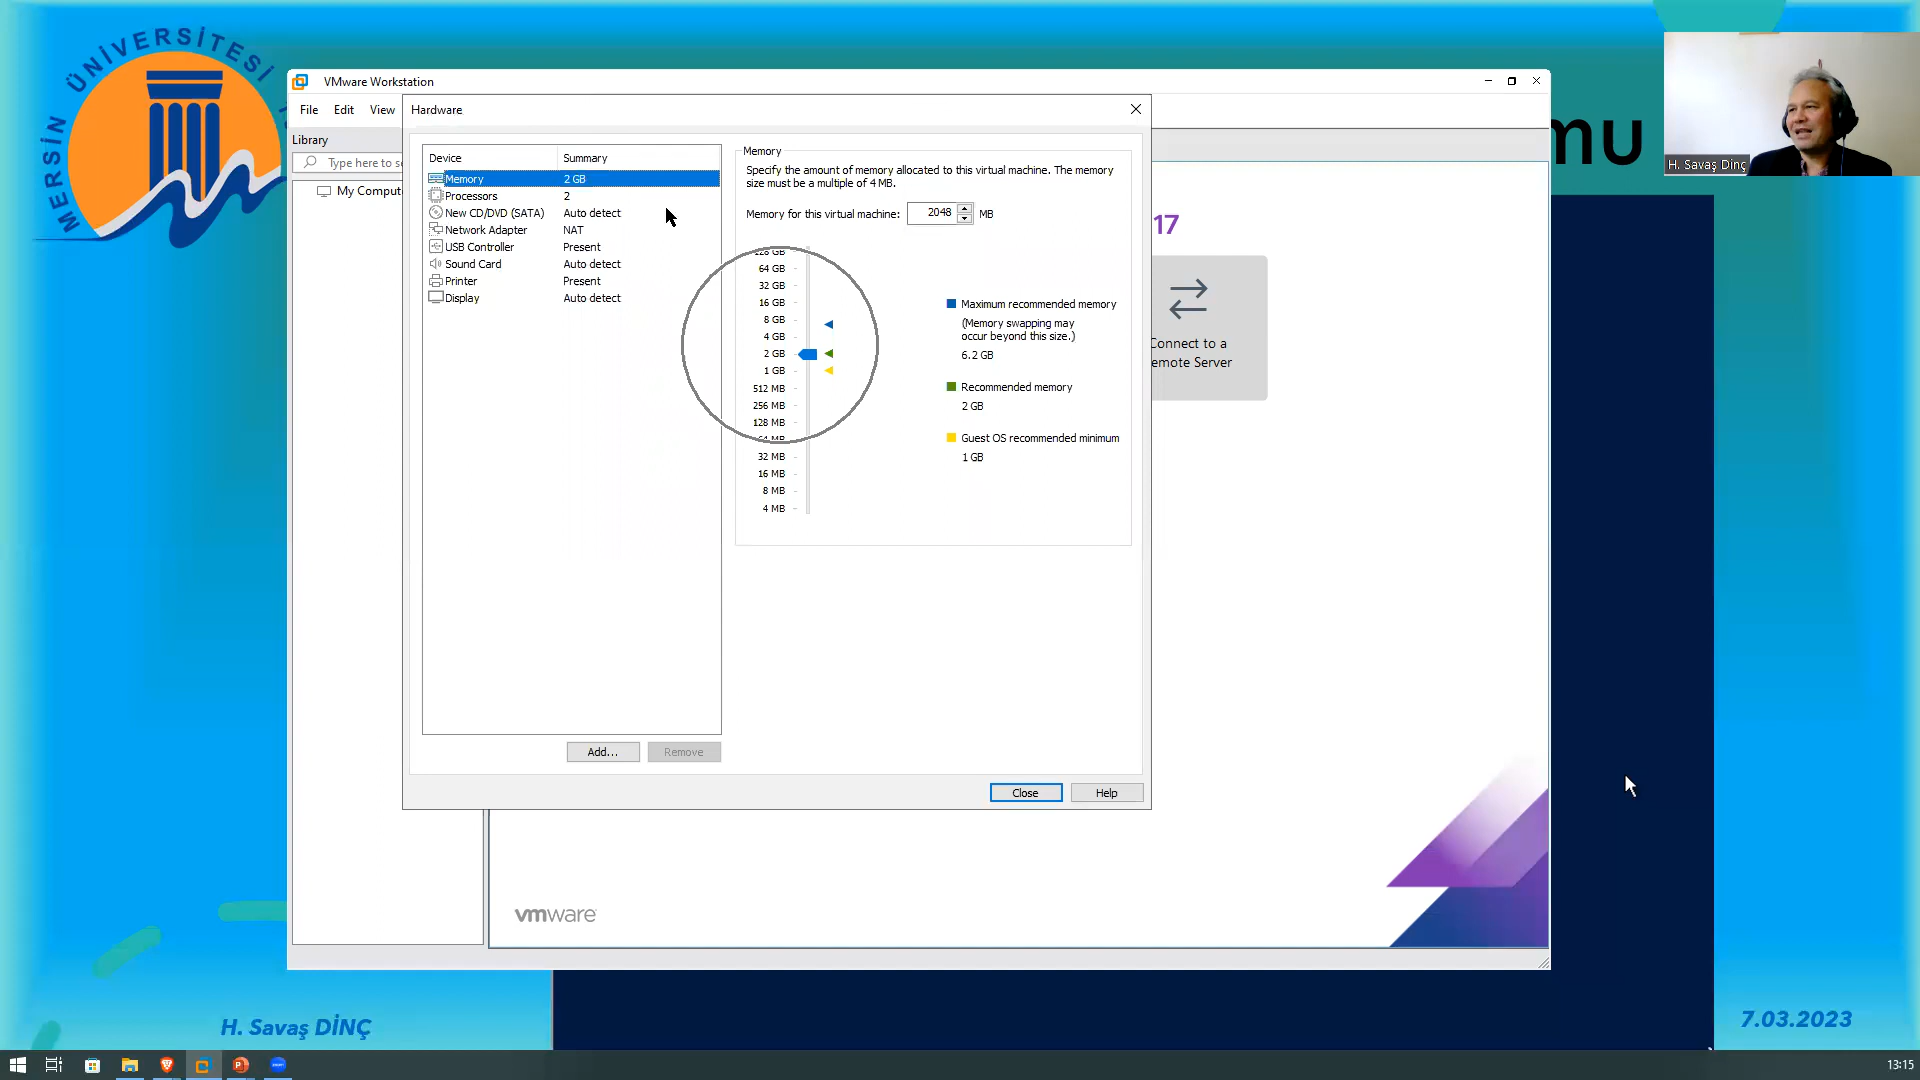 MERSİN ÜNİVERSİTESİ
VMware Workstation
File Edit View
Hardware
Library
Type here to se
My Comput
Device Summary
Memory 2 GB
Processors 2
New CD/DVD (SATA) Auto detect
Network Adapter NAT
USB Controller Present
Sound Card Auto detect
Printer Present
Display Auto detect
Add...
Remove
Memory
Specify the amount of memory allocated to this virtual machine. The memory
size must be a multiple of 4 MB.
Memory for this virtual machine: 2048 MB
128 GB
64 GB
32 GB
16 GB
8 GB
4 GB
2 GB
1 GB
512 MB
256 MB
128 MB
64 MB
32 MB
16 MB
8 MB
4 MB
Maximum recommended memory
(Memory swapping may
occur beyond this size.)
6.2 GB
Recommended memory
2 GB
Guest OS recommended minimum
1 GB
Close
Help
17
Connect to a
emote Server
mu
H. Savaş Dinç
vmware
H. Savaş DİNÇ
7.03.2023
13:15